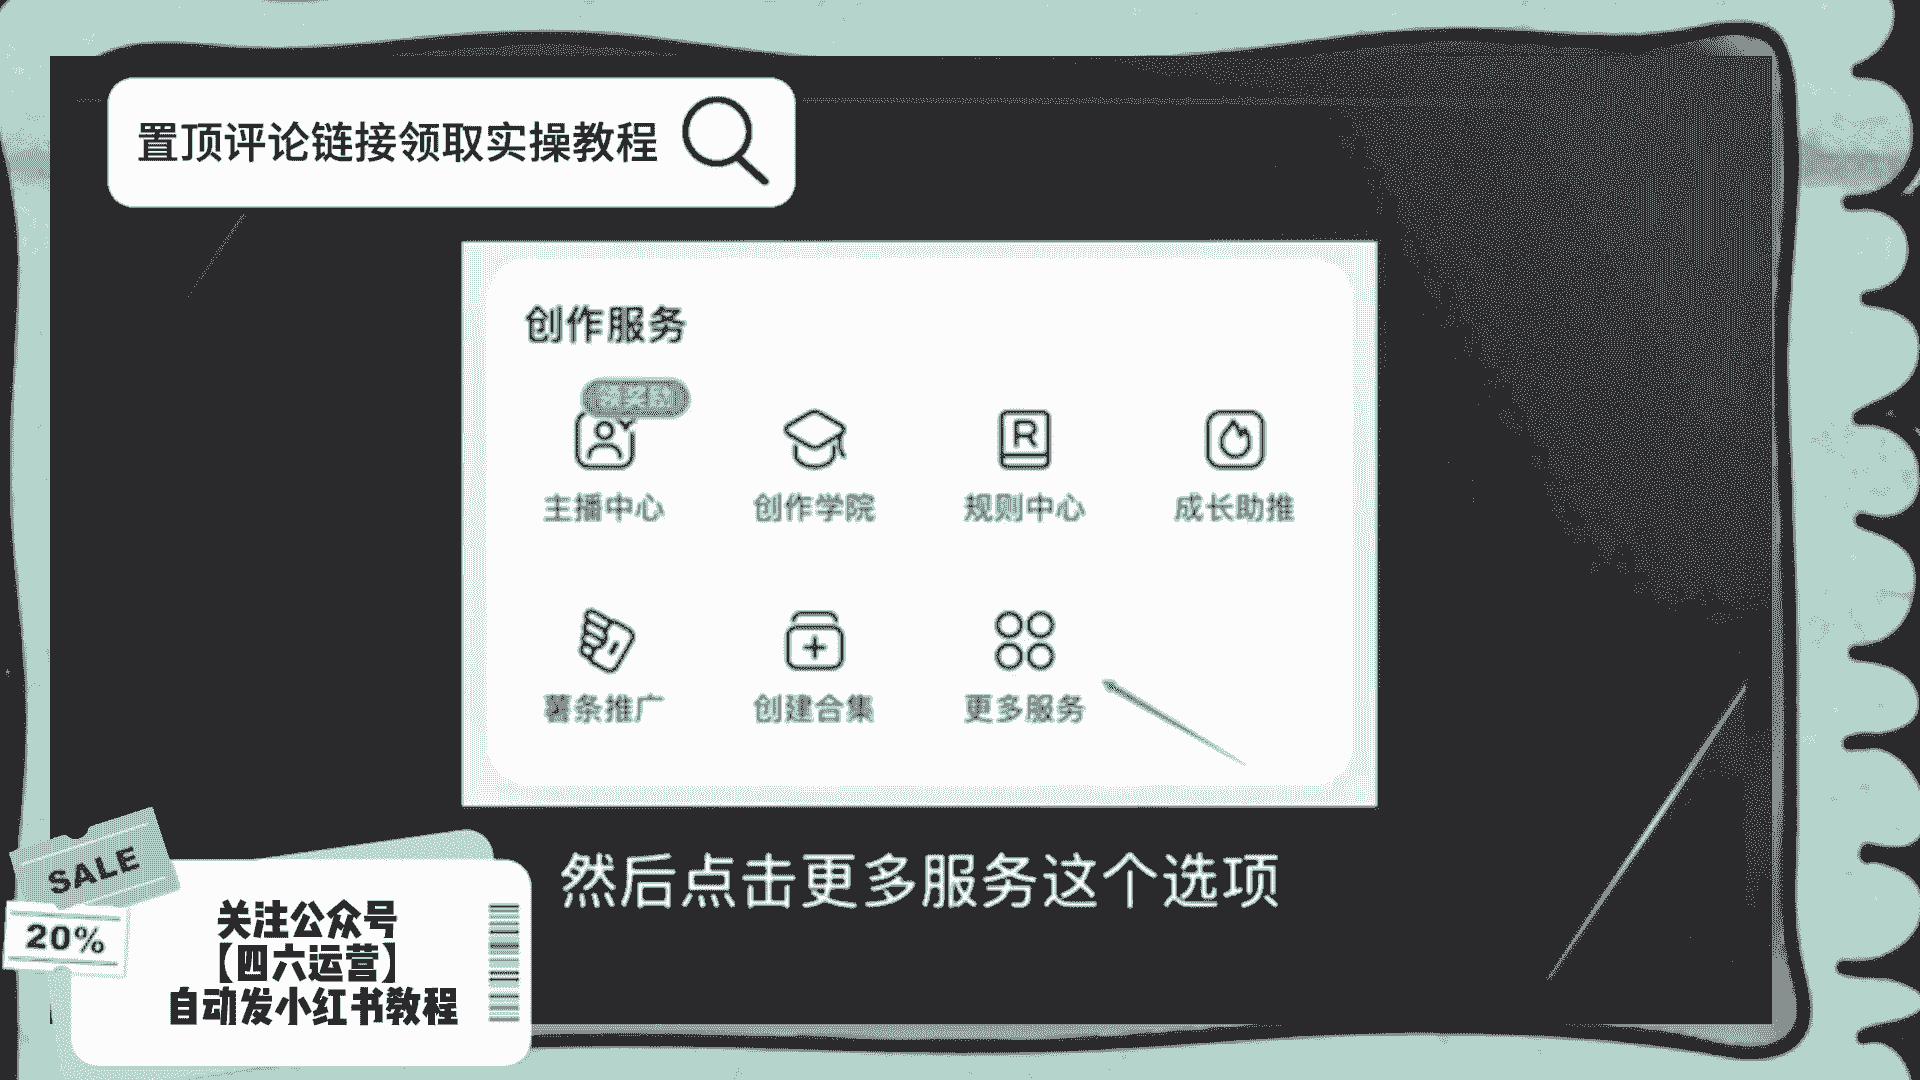 置顶评论链接领取实操教程
创作服务
领奖励
主播中心
创作学院
规则中心
成长助推
薯条推广
创建合集
更多服务
然后点击更多服务这个选项
SALE
20%
关注公众号
【四六运营】
自动发小红书教程